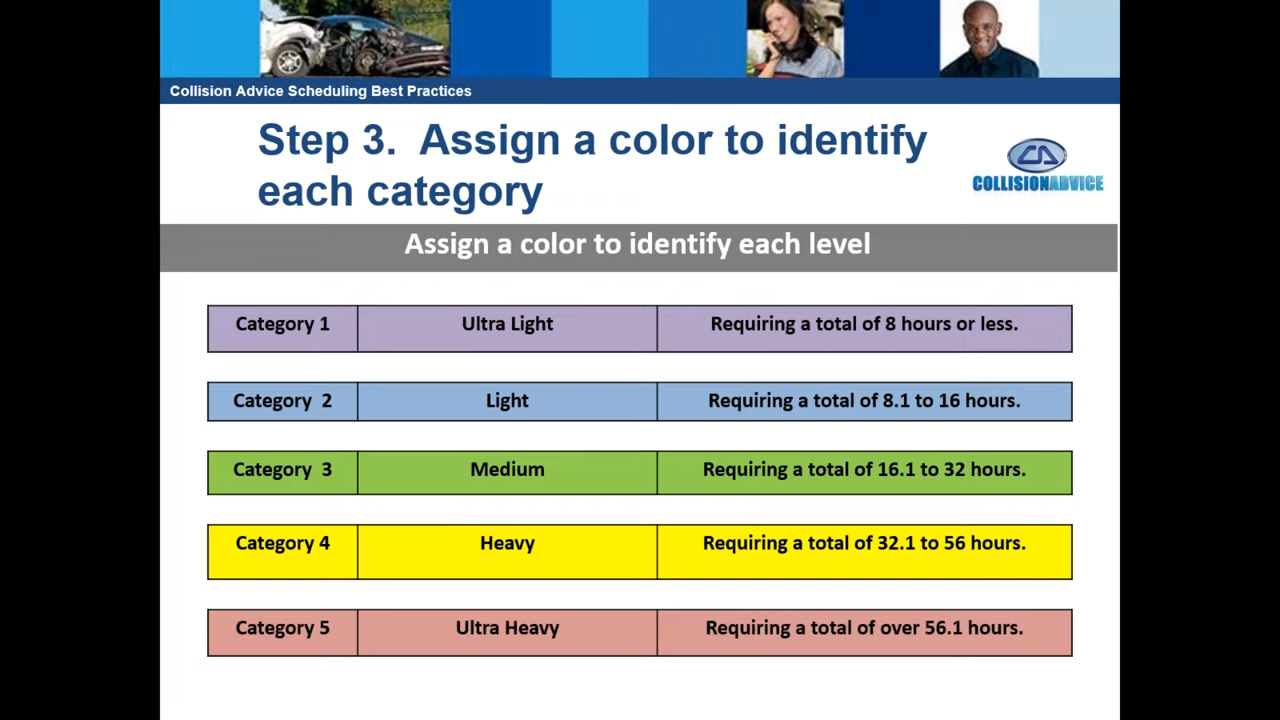 Collision Advice Scheduling Best Practices
Step 3. Assign a color to identify
each category
COLLISIONADVICE
Assign a color to identify each level
Category 1 Ultra Light Requiring a total of 8 hours or less.
Category 2 Light Requiring a total of 8.1 to 16 hours.
Category 3 Medium Requiring a total of 16.1 to 32 hours.
Category 4 Heavy Requiring a total of 32.1 to 56 hours.
Category 5 Ultra Heavy Requiring a total of over 56.1 hours.